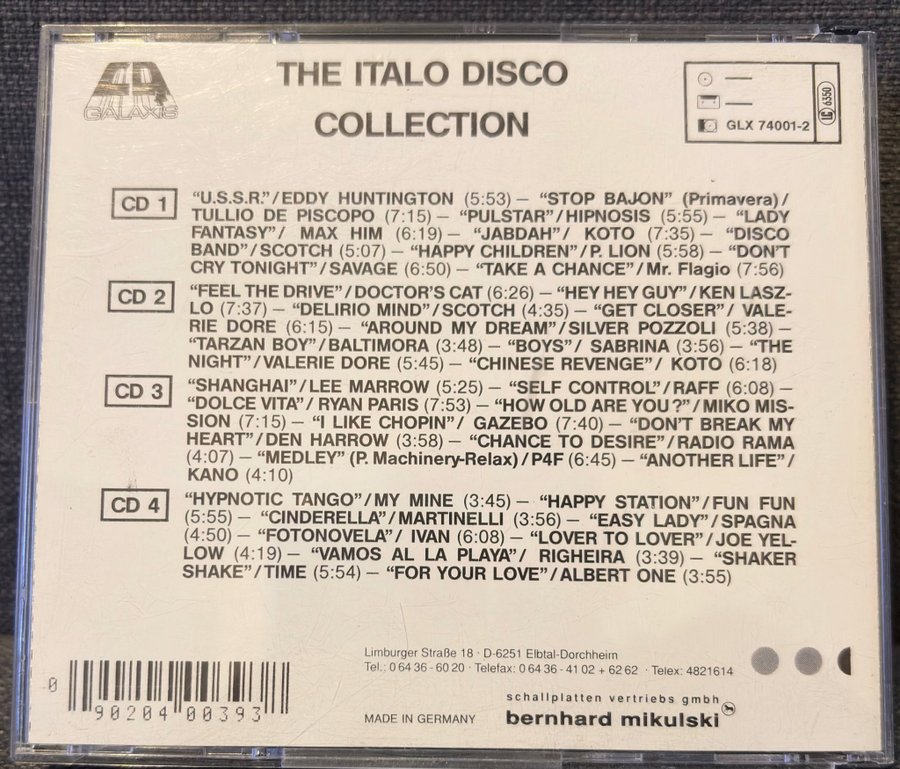 CD
GALAXIS
THE ITALO DISCO
COLLECTION
GLX 74001-2
LC 6350
CD 1
“U.S.S.R.”/EDDY HUNTINGTON (5:53) – “STOP BAJON” (Primavera)/
TULLIO DE PISCOPO (7:15) – “PULSTAR”/HIPNOSIS (5:55) – “LADY
FANTASY”/ MAX HIM (6:19) – “JABDAH”/ KOTO (7:35) – “DISCO
BAND”/SCOTCH (5:07) – “HAPPY CHILDREN”/P. LION (5:58) – “DON’T
CRY TONIGHT”/SAVAGE (6:50) – “TAKE A CHANCE”/Mr. Flagio (7:56)
CD 2
“FEEL THE DRIVE”/DOCTOR’S CAT (6:26) – “HEY HEY GUY”/KEN LASZ-
LO (7:37) – “DELIRIO MIND”/SCOTCH (4:35) – “GET CLOSER”/ VALE-
RIE DORE (6:15) – “AROUND MY DREAM”/SILVER POZZOLI (5:38) –
“TARZAN BOY”/BALTIMORA (3:48) – “BOYS”/ SABRINA (3:56) – “THE
NIGHT”/VALERIE DORE (5:45) – “CHINESE REVENGE”/ KOTO (6:18)
CD 3
“SHANGHAI”/LEE MARROW (5:25) – “SELF CONTROL”/RAFF (6:08) –
“DOLCE VITA”/RYAN PARIS (7:53) – “HOW OLD ARE YOU?”/MIKO MIS-
SION (7:15) – “I LIKE CHOPIN”/ GAZEBO (7:40) – “DON’T BREAK MY
HEART”/DEN HARROW (3:58) – “CHANCE TO DESIRE”/RADIO RAMA
(4:07) – “MEDLEY” (P. Machinery-Relax)/P4F (6:45) – “ANOTHER LIFE”/
KANO (4:10)
CD 4
“HYPNOTIC TANGO”/MY MINE (3:45) – “HAPPY STATION”/FUN FUN
(5:55) – “CINDERELLA”/MARTINELLI (3:56) – “EASY LADY”/SPAGNA
(4:50) – “FOTONOVELA”/ IVAN (6:08) – “LOVER TO LOVER”/JOE YEL-
LOW (4:19) – “VAMOS AL LA PLAYA”/ RIGHEIRA (3:39) – “SHAKER
SHAKE”/TIME (5:54) – “FOR YOUR LOVE”/ALBERT ONE (3:55)
Limburger Straße 18 · D-6251 Elbtal-Dorchheim
Tel.: 0 64 36 - 60 20 · Telefax: 0 64 36 - 41 02 + 62 62 · Telex: 4821614
0 90204 00393
MADE IN GERMANY
schallplatten vertriebs gmbh
bernhard mikulski